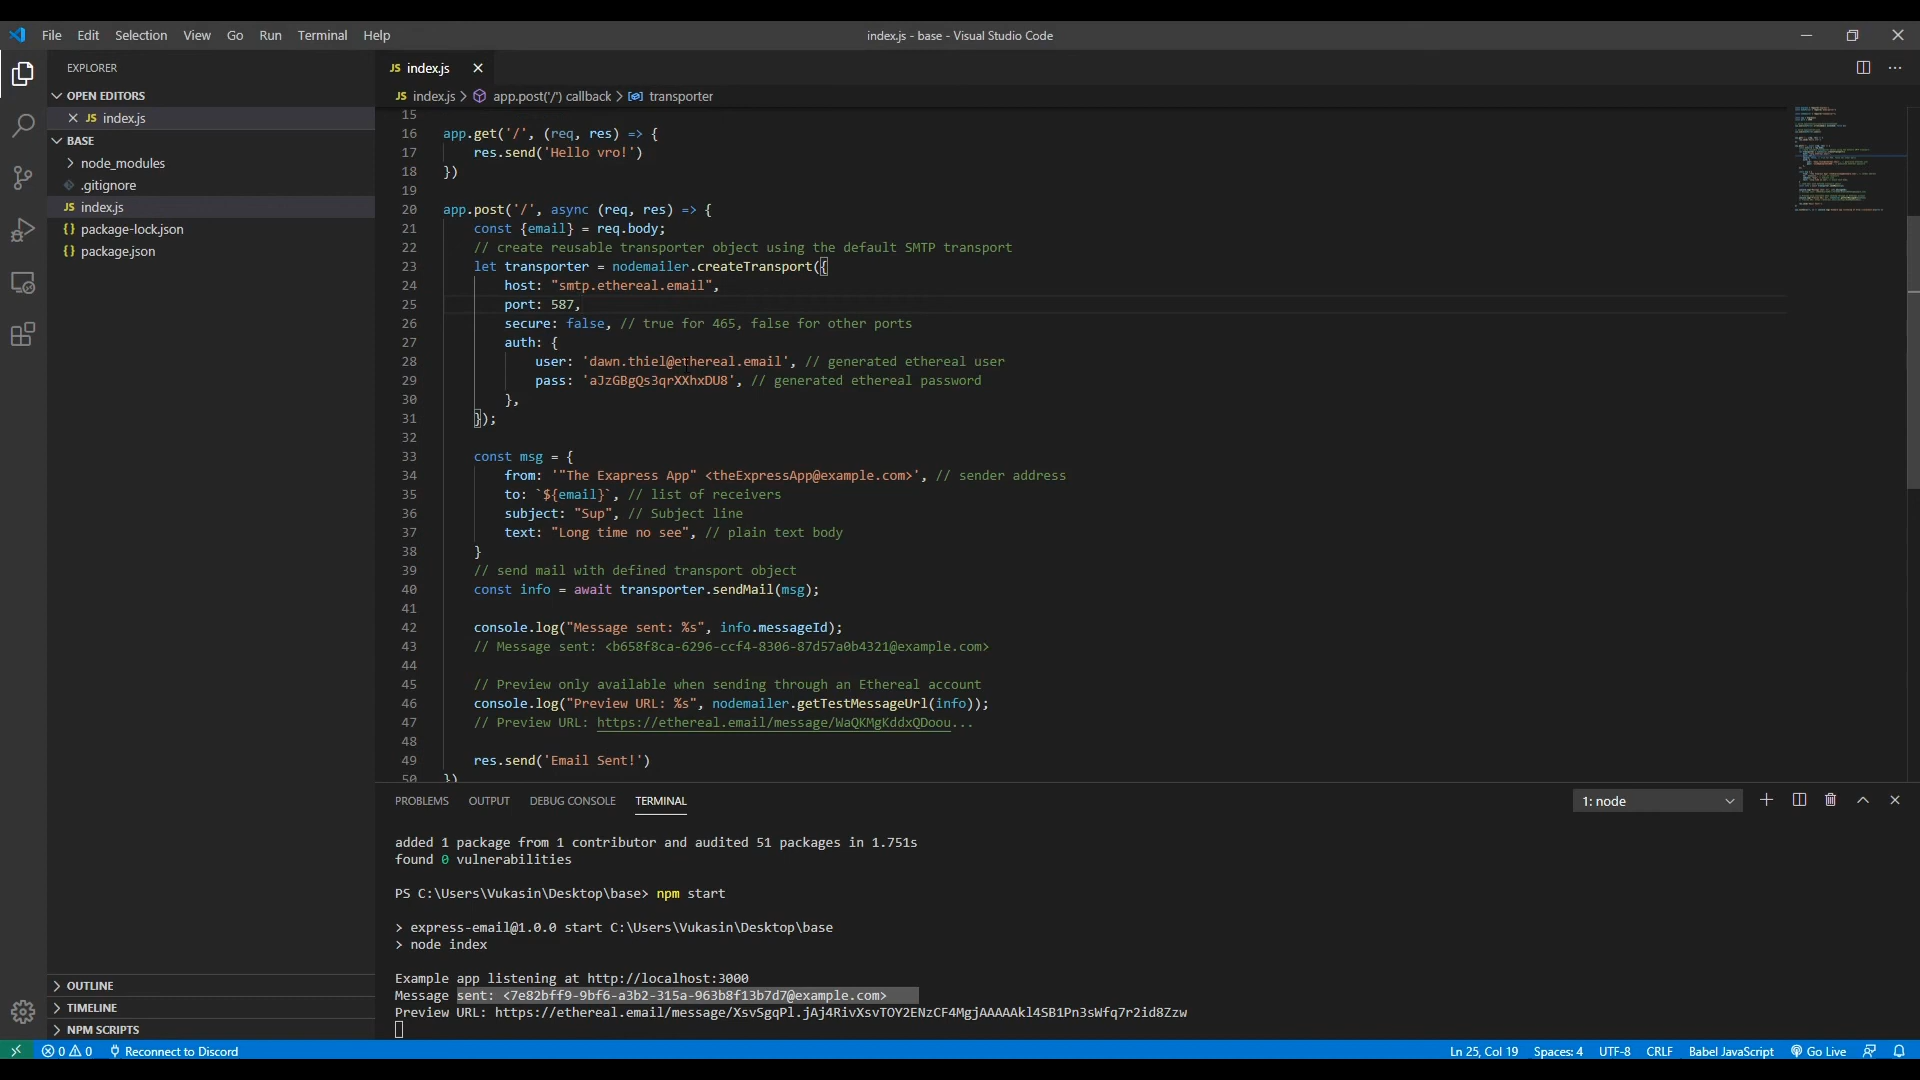 File Edit Selection View Go Run Terminal Help
index.js - base - Visual Studio Code
EXPLORER
OPEN EDITORS
JS index.js
BASE
node_modules
.gitignore
JS index.js
{} package-lock.json
{} package.json
OUTLINE
TIMELINE
NPM SCRIPTS
JS index.js
JS index.js > app.post('/') callback > transporter
15
16 app.get('/', (req, res) => {
17 res.send('Hello vro!')
18 })
19
20 app.post('/', async (req, res) => {
21 const {email} = req.body;
22 // create reusable transporter object using the default SMTP transport
23 let transporter = nodemailer.createTransport({
24 host: "smtp.ethereal.email",
25 port: 587,
26 secure: false, // true for 465, false for other ports
27 auth: {
28 user: 'dawn.thiel@ethereal.email', // generated ethereal user
29 pass: 'aJzGBgQs3qrXXhxDU8', // generated ethereal password
30 },
31 });
32
33 const msg = {
34 from: '"The Exapress App" <theExpressApp@example.com>', // sender address
35 to: `${email}`, // list of receivers
36 subject: "Sup", // Subject line
37 text: "Long time no see", // plain text body
38 }
39 // send mail with defined transport object
40 const info = await transporter.sendMail(msg);
41
42 console.log("Message sent: %s", info.messageId);
43 // Message sent: <b658f8ca-6296-ccf4-8306-87d57a0b4321@example.com>
44
45 // Preview only available when sending through an Ethereal account
46 console.log("Preview URL: %s", nodemailer.getTestMessageUrl(info));
47 // Preview URL: https://ethereal.email/message/WaQKMgKddxQDoou...
48
49 res.send('Email Sent!')
50 })
PROBLEMS OUTPUT DEBUG CONSOLE TERMINAL
1: node
added 1 package from 1 contributor and audited 51 packages in 1.751s
found 0 vulnerabilities
PS C:\Users\Vukasin\Desktop\base> npm start
> express-email@1.0.0 start C:\Users\Vukasin\Desktop\base
> node index
Example app listening at http://localhost:3000
Message sent: <7e82bff9-9bf6-a3b2-315a-963b8f13b7d7@example.com>
Preview URL: https://ethereal.email/message/XsvSgqPl.jAj4RivXsvTOY2ENzCF4MgjAAAAAkl4SB1Pn3sWfq7r2id8Zzw
0 0 Reconnect to Discord
Ln 25, Col 19 Spaces: 4 UTF-8 CRLF Babel JavaScript Go Live